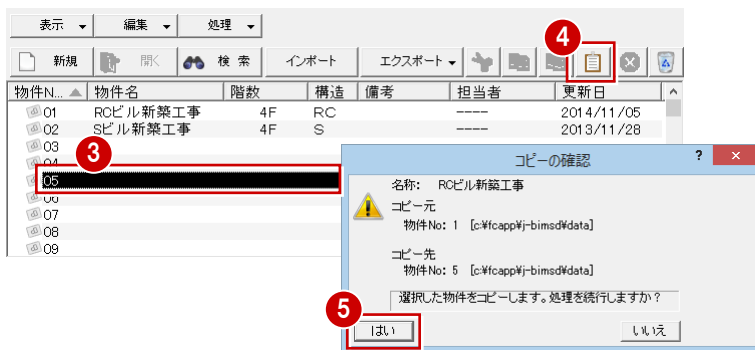 表示 編集 処理
4
新規 開く 検 索 インポート エクスポート
物件N... 物件名 階数 構造 備考 担当者 更新日
01 RCビル新築工事 4F RC ---- 2014/11/05
02 Sビル新築工事 4F S ---- 2013/11/28
03
3
04
05
06
07
08
09
コピーの確認 ? ×
名称: RCビル新築工事
コピー元
物件No: 1 [c:¥fcapp¥j-bimsd¥data]
コピー先
物件No: 5 [c:¥fcapp¥j-bimsd¥data]
選択した物件をコピーします。処理を続行しますか？
5
はい いいえ